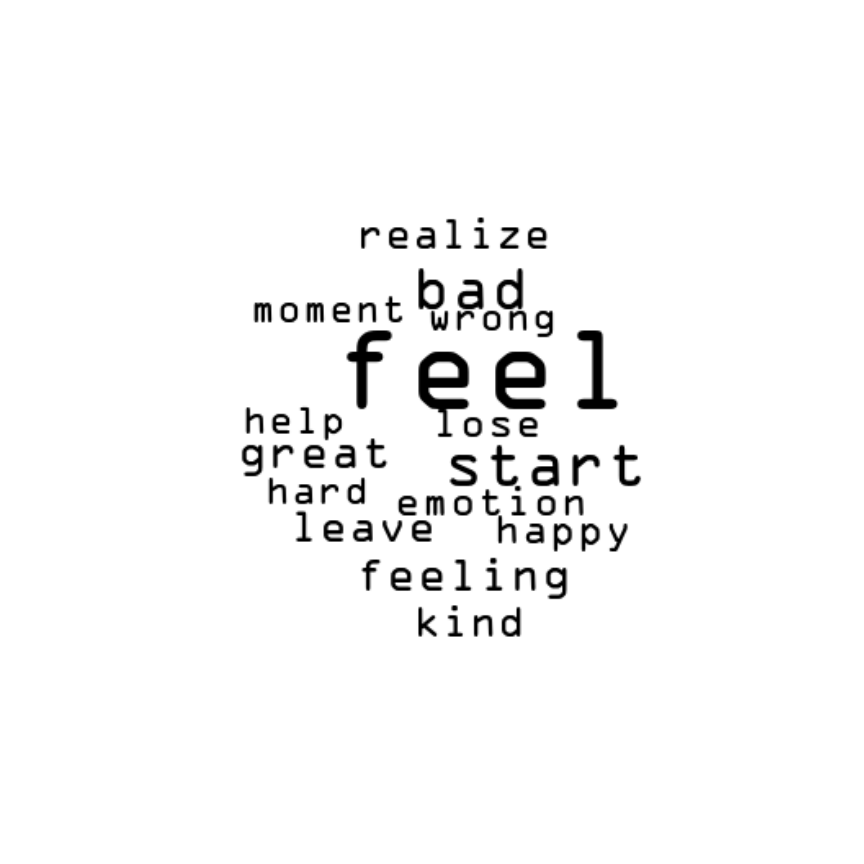 realize
bad
moment
wrong
feel
help
lose
great
start
hard
emotion
leave
happy
feeling
kind